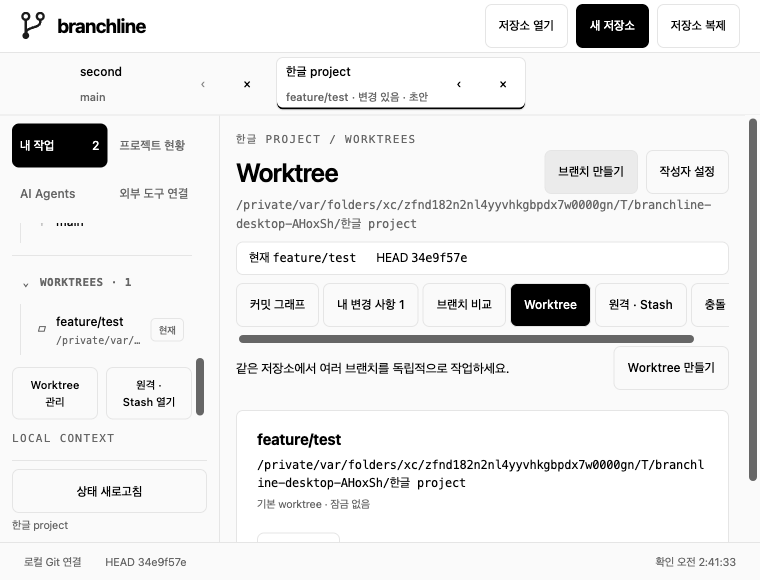 branchline
저장소 열기
새 저장소
저장소 복제
second
main
한글 project
feature/test · 변경 있음 · 초안
내 작업 2
프로젝트 현황
AI Agents
외부 도구 연결
main
WORKTREES · 1
feature/test
/private/var/…
현재
Worktree
관리
원격 ·
Stash 열기
LOCAL CONTEXT
상태 새로고침
한글 project
한글 PROJECT / WORKTREES
Worktree
브랜치 만들기
작성자 설정
/private/var/folders/xc/zfnd182n2nl4yyvhkgbpdx7w0000gn/T/branchline-
desktop-AHoxSh/한글 project
현재 feature/test HEAD 34e9f57e
커밋 그래프
내 변경 사항 1
브랜치 비교
Worktree
원격 · Stash
충돌
같은 저장소에서 여러 브랜치를 독립적으로 작업하세요.
Worktree 만들기
feature/test
/private/var/folders/xc/zfnd182n2nl4yyvhkgbpdx7w0000gn/T/branchl
ine-desktop-AHoxSh/한글 project
기본 worktree · 잠금 없음
로컬 Git 연결
HEAD 34e9f57e
확인 오전 2:41:33